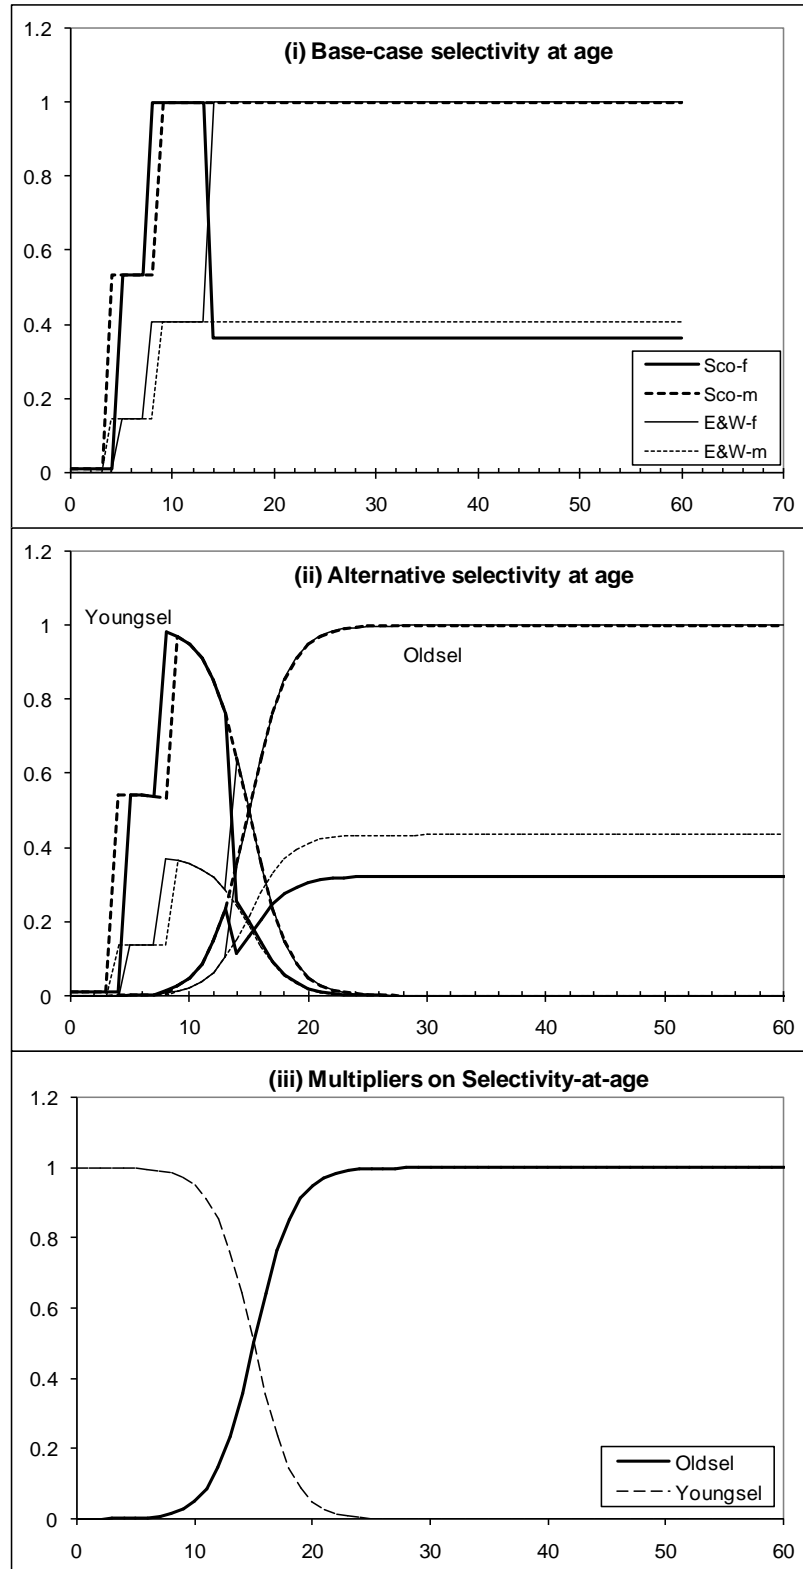 (i) Base-case selectivity at age
1.2
1
0.8
0.6
0.4
0.2
0
0 10 20 30 40 50 60 70
Sco-f
Sco-m
E&W-f
E&W-m
(ii) Alternative selectivity at age
1.2
1
0.8
0.6
0.4
0.2
0
Youngsel
Oldsel
0 10 20 30 40 50 60
(iii) Multipliers on Selectivity-at-age
1.2
1
0.8
0.6
0.4
0.2
0
0 10 20 30 40 50 60
Oldsel
Youngsel